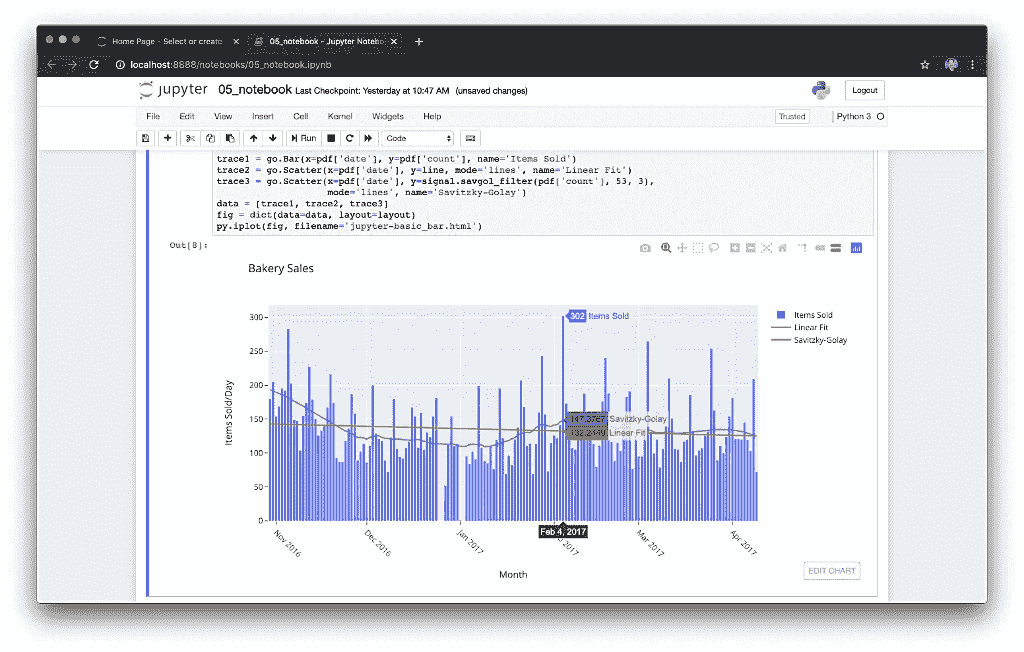 Home Page - Select or create
05_notebook - Jupyter Notebo
localhost:8888/notebooks/05_notebook.ipynb
jupyter 05_notebook Last Checkpoint: Yesterday at 10:47 AM (unsaved changes)
Logout
File Edit View Insert Cell Kernel Widgets Help
Trusted Python 3
Run Code
trace1 = go.Bar(x=pdf['date'], y=pdf['count'], name='Items Sold')
trace2 = go.Scatter(x=pdf['date'], y=line, mode='lines', name='Linear Fit')
trace3 = go.Scatter(x=pdf['date'], y=signal.savgol_filter(pdf['count'], 53, 3),
mode='lines', name='Savitzky-Golay')
data = [trace1, trace2, trace3]
fig = dict(data=data, layout=layout)
py.iplot(fig, filename='jupyter-basic_bar.html')
Out[8]:
Bakery Sales
300
250
200
150
100
50
0
Items Sold/Day
302 Items Sold
Savitzky-Golay
Linear Fit
Items Sold
Linear Fit
Savitzky-Golay
Feb 4, 2017
Nov 2016
Dec 2016
Jan 2017
2017
Mar 2017
Apr 2017
Month
EDIT CHART